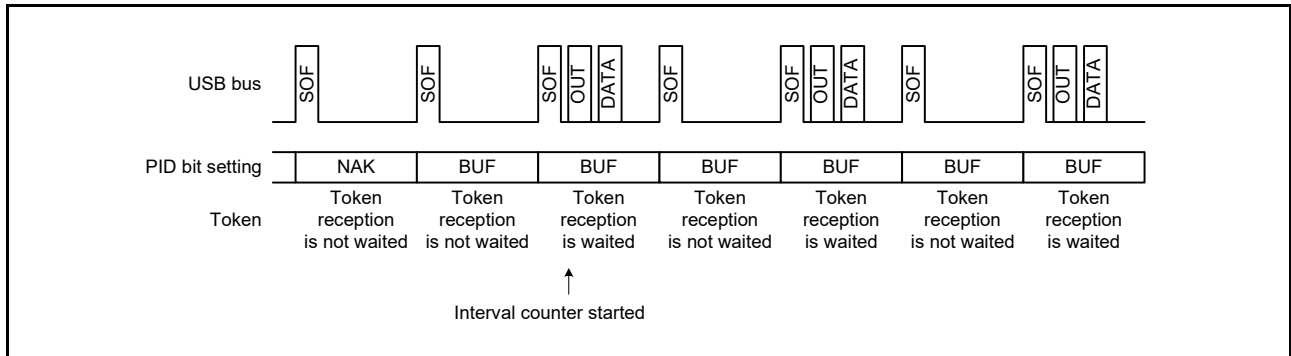 USB bus
SOF
SOF
SOF OUT DATA
SOF
SOF OUT DATA
SOF
SOF OUT DATA
PID bit setting
NAK BUF BUF BUF BUF BUF BUF
Token
Token
reception
is not waited
Token
reception
is not waited
Token
reception
is waited
Token
reception
is not waited
Token
reception
is waited
Token
reception
is not waited
Token
reception
is waited
Interval counter started